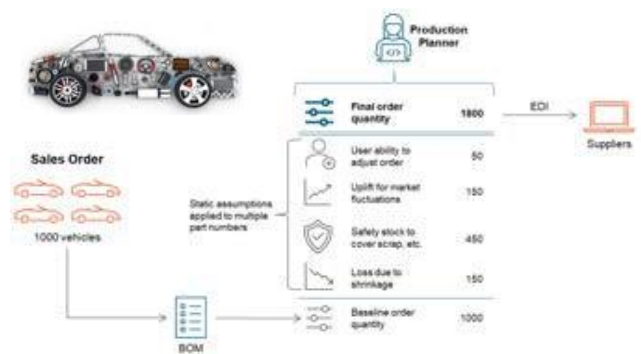 Production
Planner
Final order
quantity
1800
EDI
Suppliers
Sales Order
1000 vehicles
Static assumptions
applied to multiple
part numbers
User ability to
adjust order
50
Uplift for market
fluctuations
150
Safety stock to
cover scrap, etc.
450
Loss due to
shrinkage
150
Baseline order
quantity
1000
BOM